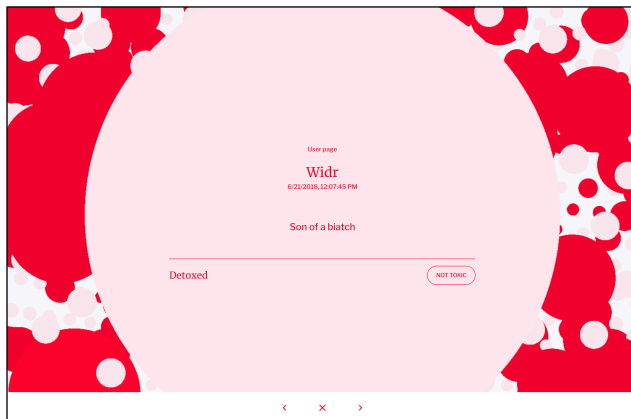 User page
Widr
6/21/2018, 12:07:45 PM
Son of a biatch
Detoxed
NOT TOXIC